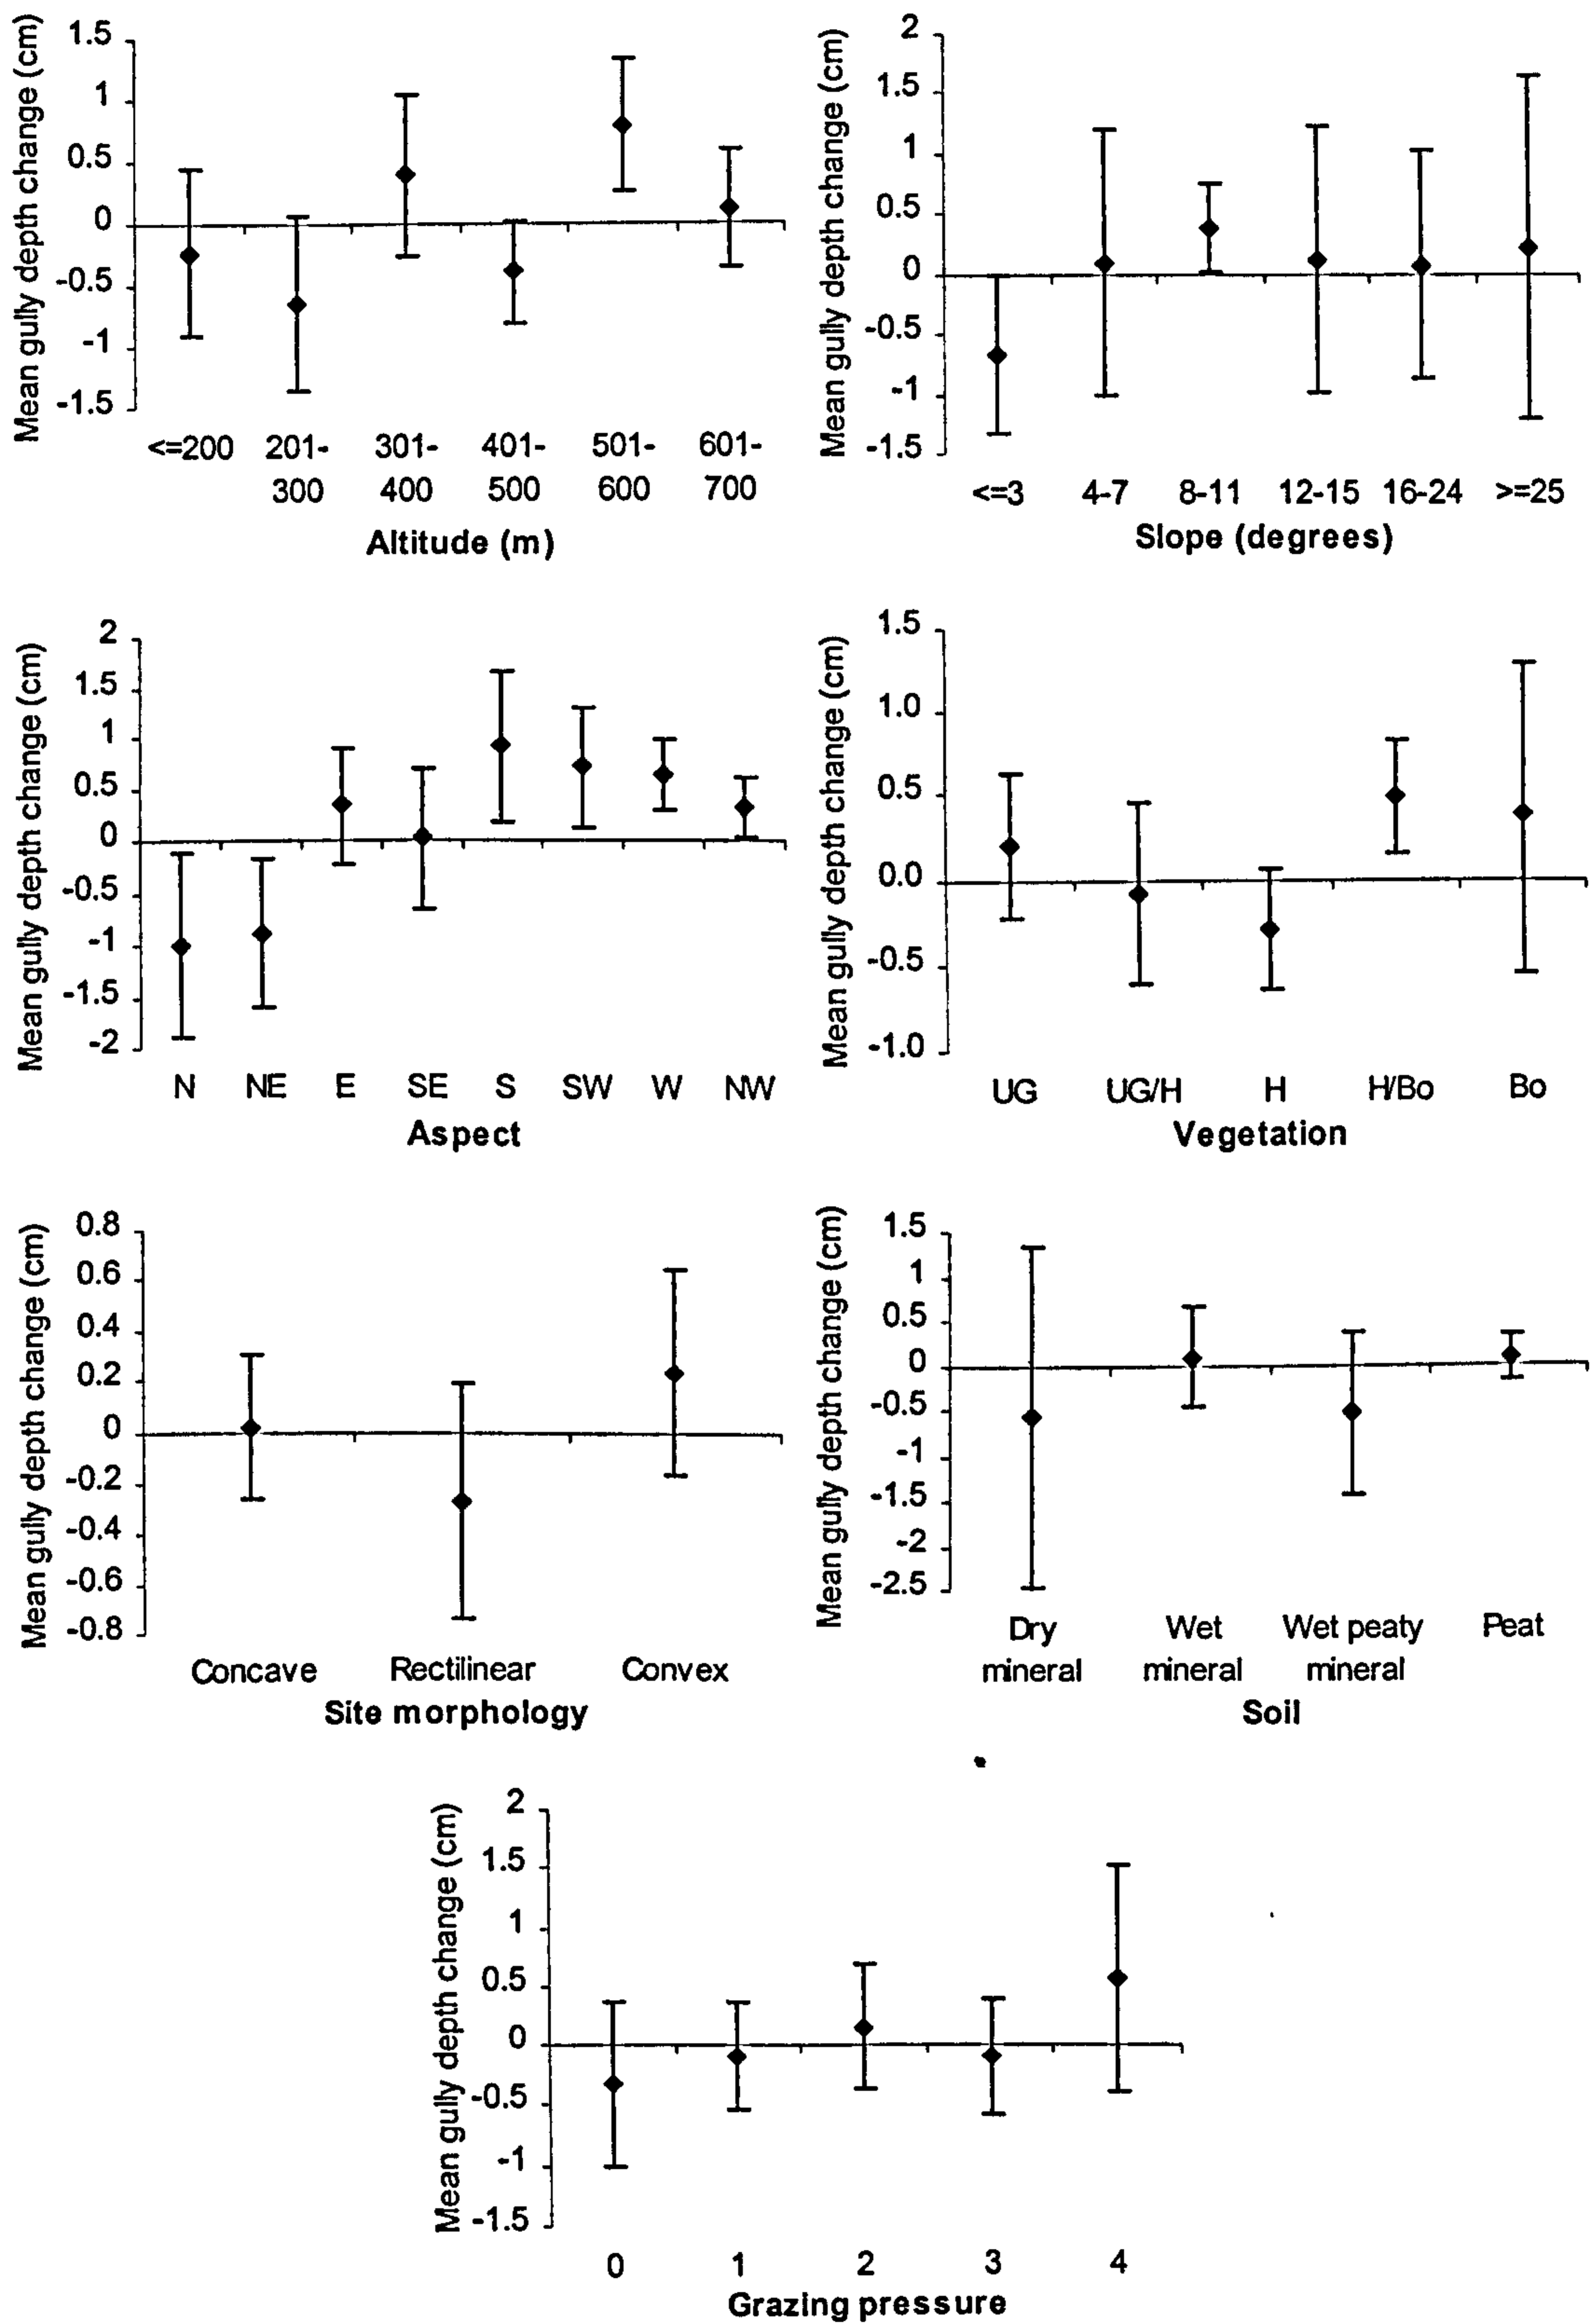 Mean gully depth change (cm)
1.5
1
0.5
0
-0.5
-1
-1.5
<=200 201- 301- 401- 501- 601-
300 400 500 600 700
Altitude (m)
Mean gully depth change (cm)
2
1.5
1
0.5
0
-0.5
-1
-1.5
<=3 4-7 8-11 12-15 16-24 >=25
Slope (degrees)
Mean gully depth change (cm)
2
1.5
1
0.5
0
-0.5
-1
-1.5
-2
N NE E SE S SW W NW
Aspect
Mean gully depth change (cm)
1.5
1.0
0.5
0.0
-0.5
-1.0
UG UG/H H H/Bo Bo
Vegetation
Mean gully depth change (cm)
0.8
0.6
0.4
0.2
0
-0.2
-0.4
-0.6
-0.8
Concave Rectilinear Convex
Site morphology
Mean gully depth change (cm)
1.5
1
0.5
0
-0.5
-1
-1.5
-2
-2.5
Dry Wet Wet peaty Peat
mineral mineral mineral
Soil
Mean gully depth change (cm)
2
1.5
1
0.5
0
-0.5
-1
-1.5
0 1 2 3 4
Grazing pressure